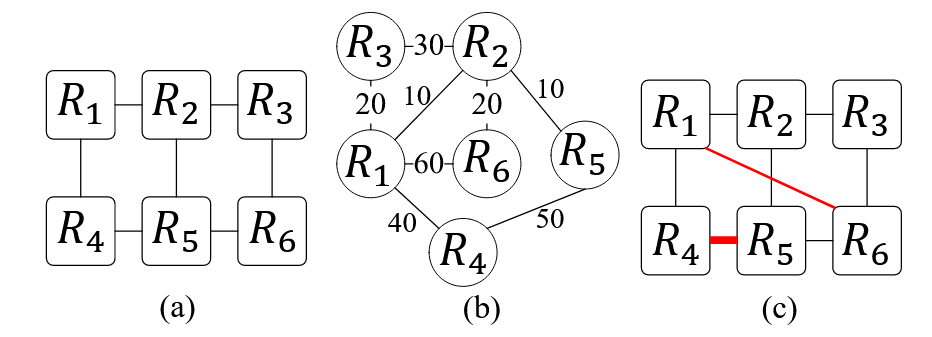 R₁ R₂ R₃
R₄ R₅ R₆
(a)
R₃ 30 R₂
20 10 20 10
R₁ 60 R₆ R₅
40 50
R₄
(b)
R₁ R₂ R₃
R₄ R₅ R₆
(c)